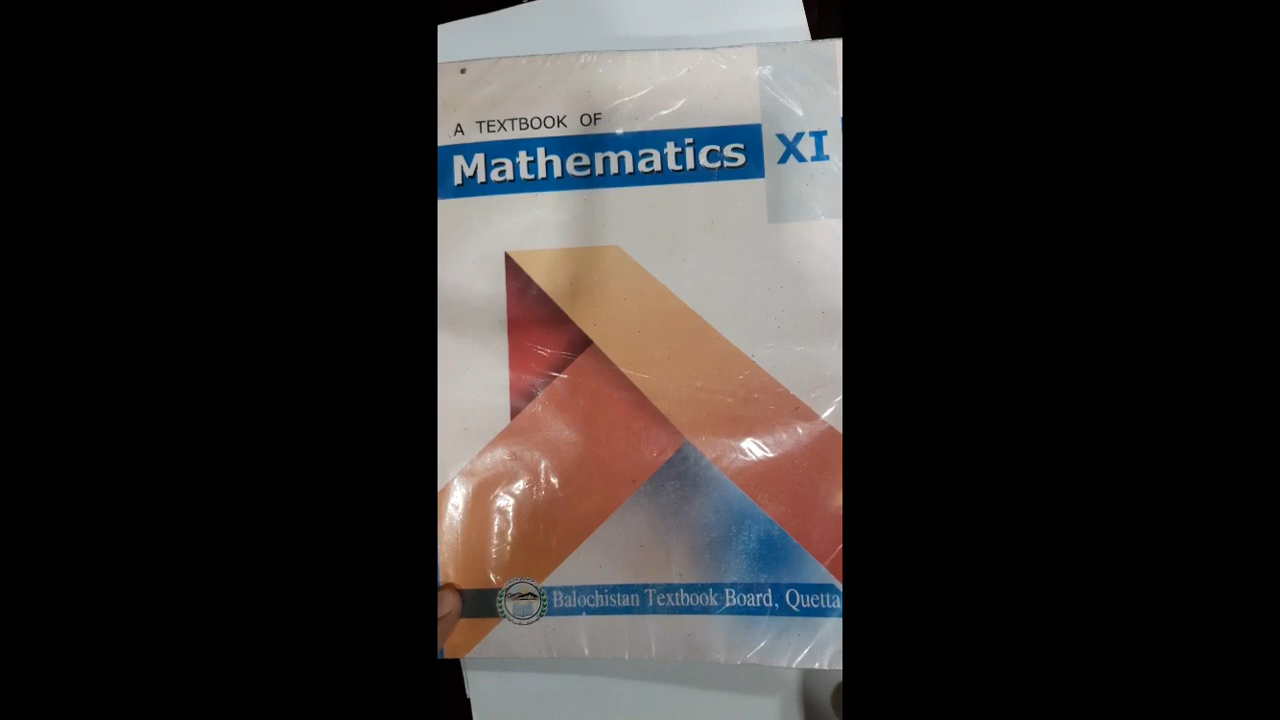 A TEXTBOOK OF
Mathematics XI
Balochistan Textbook Board, Quetta